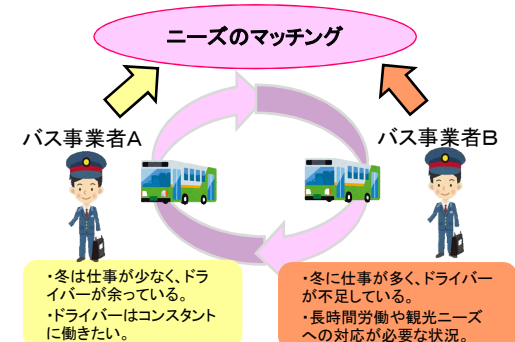 ニーズのマッチング
バス事業者A
バス事業者B
・冬は仕事が少なく、ドラ
イバーが余っている。
・ドライバーはコンスタント
に働きたい。
・冬に仕事が多く、ドライバー
が不足している。
・長時間労働や観光ニーズ
への対応が必要な状況。